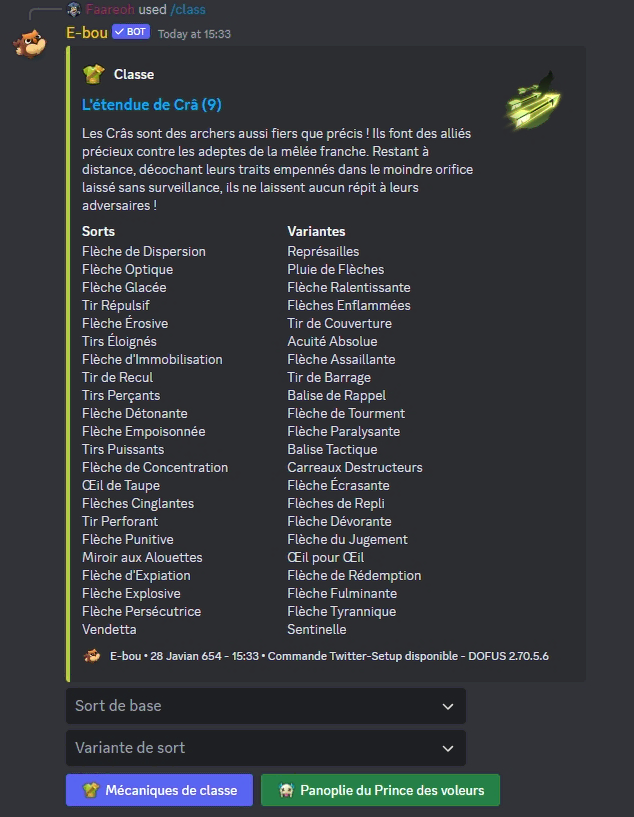 Faareoh used /class
E-bou ✓ BOT Today at 15:33
Classe
L'étendue de Crâ (9)
Les Crâs sont des archers aussi fiers que précis ! Ils font des alliés
précieux contre les adeptes de la mêlée franche. Restant à
distance, décochant leurs traits empennés dans le moindre orifice
laissé sans surveillance, ils ne laissent aucun répit à leurs
adversaires !
Sorts Variantes
Flèche de Dispersion Représailles
Flèche Optique Pluie de Flèches
Flèche Glacée Flèche Ralentissante
Tir Répulsif Flèches Enflammées
Flèche Érosive Tir de Couverture
Tirs Éloignés Acuité Absolue
Flèche d'Immobilisation Flèche Assaillante
Tir de Recul Tir de Barrage
Tirs Perçants Balise de Rappel
Flèche Détonante Flèche de Tourment
Flèche Empoisonnée Flèche Paralysante
Tirs Puissants Balise Tactique
Flèche de Concentration Carreaux Destructeurs
Œil de Taupe Flèche Écrasante
Flèches Cinglantes Flèches de Repli
Tir Perforant Flèche Dévorante
Flèche Punitive Flèche du Jugement
Miroir aux Alouettes Œil pour Œil
Flèche d'Expiation Flèche de Rédemption
Flèche Explosive Flèche Fulminante
Flèche Persécutrice Flèche Tyrannique
Vendetta Sentinelle
E-bou • 28 Javian 654 - 15:33 • Commande Twitter-Setup disponible - DOFUS 2.70.5.6
Sort de base
Variante de sort
Mécaniques de classe Panoplie du Prince des voleurs